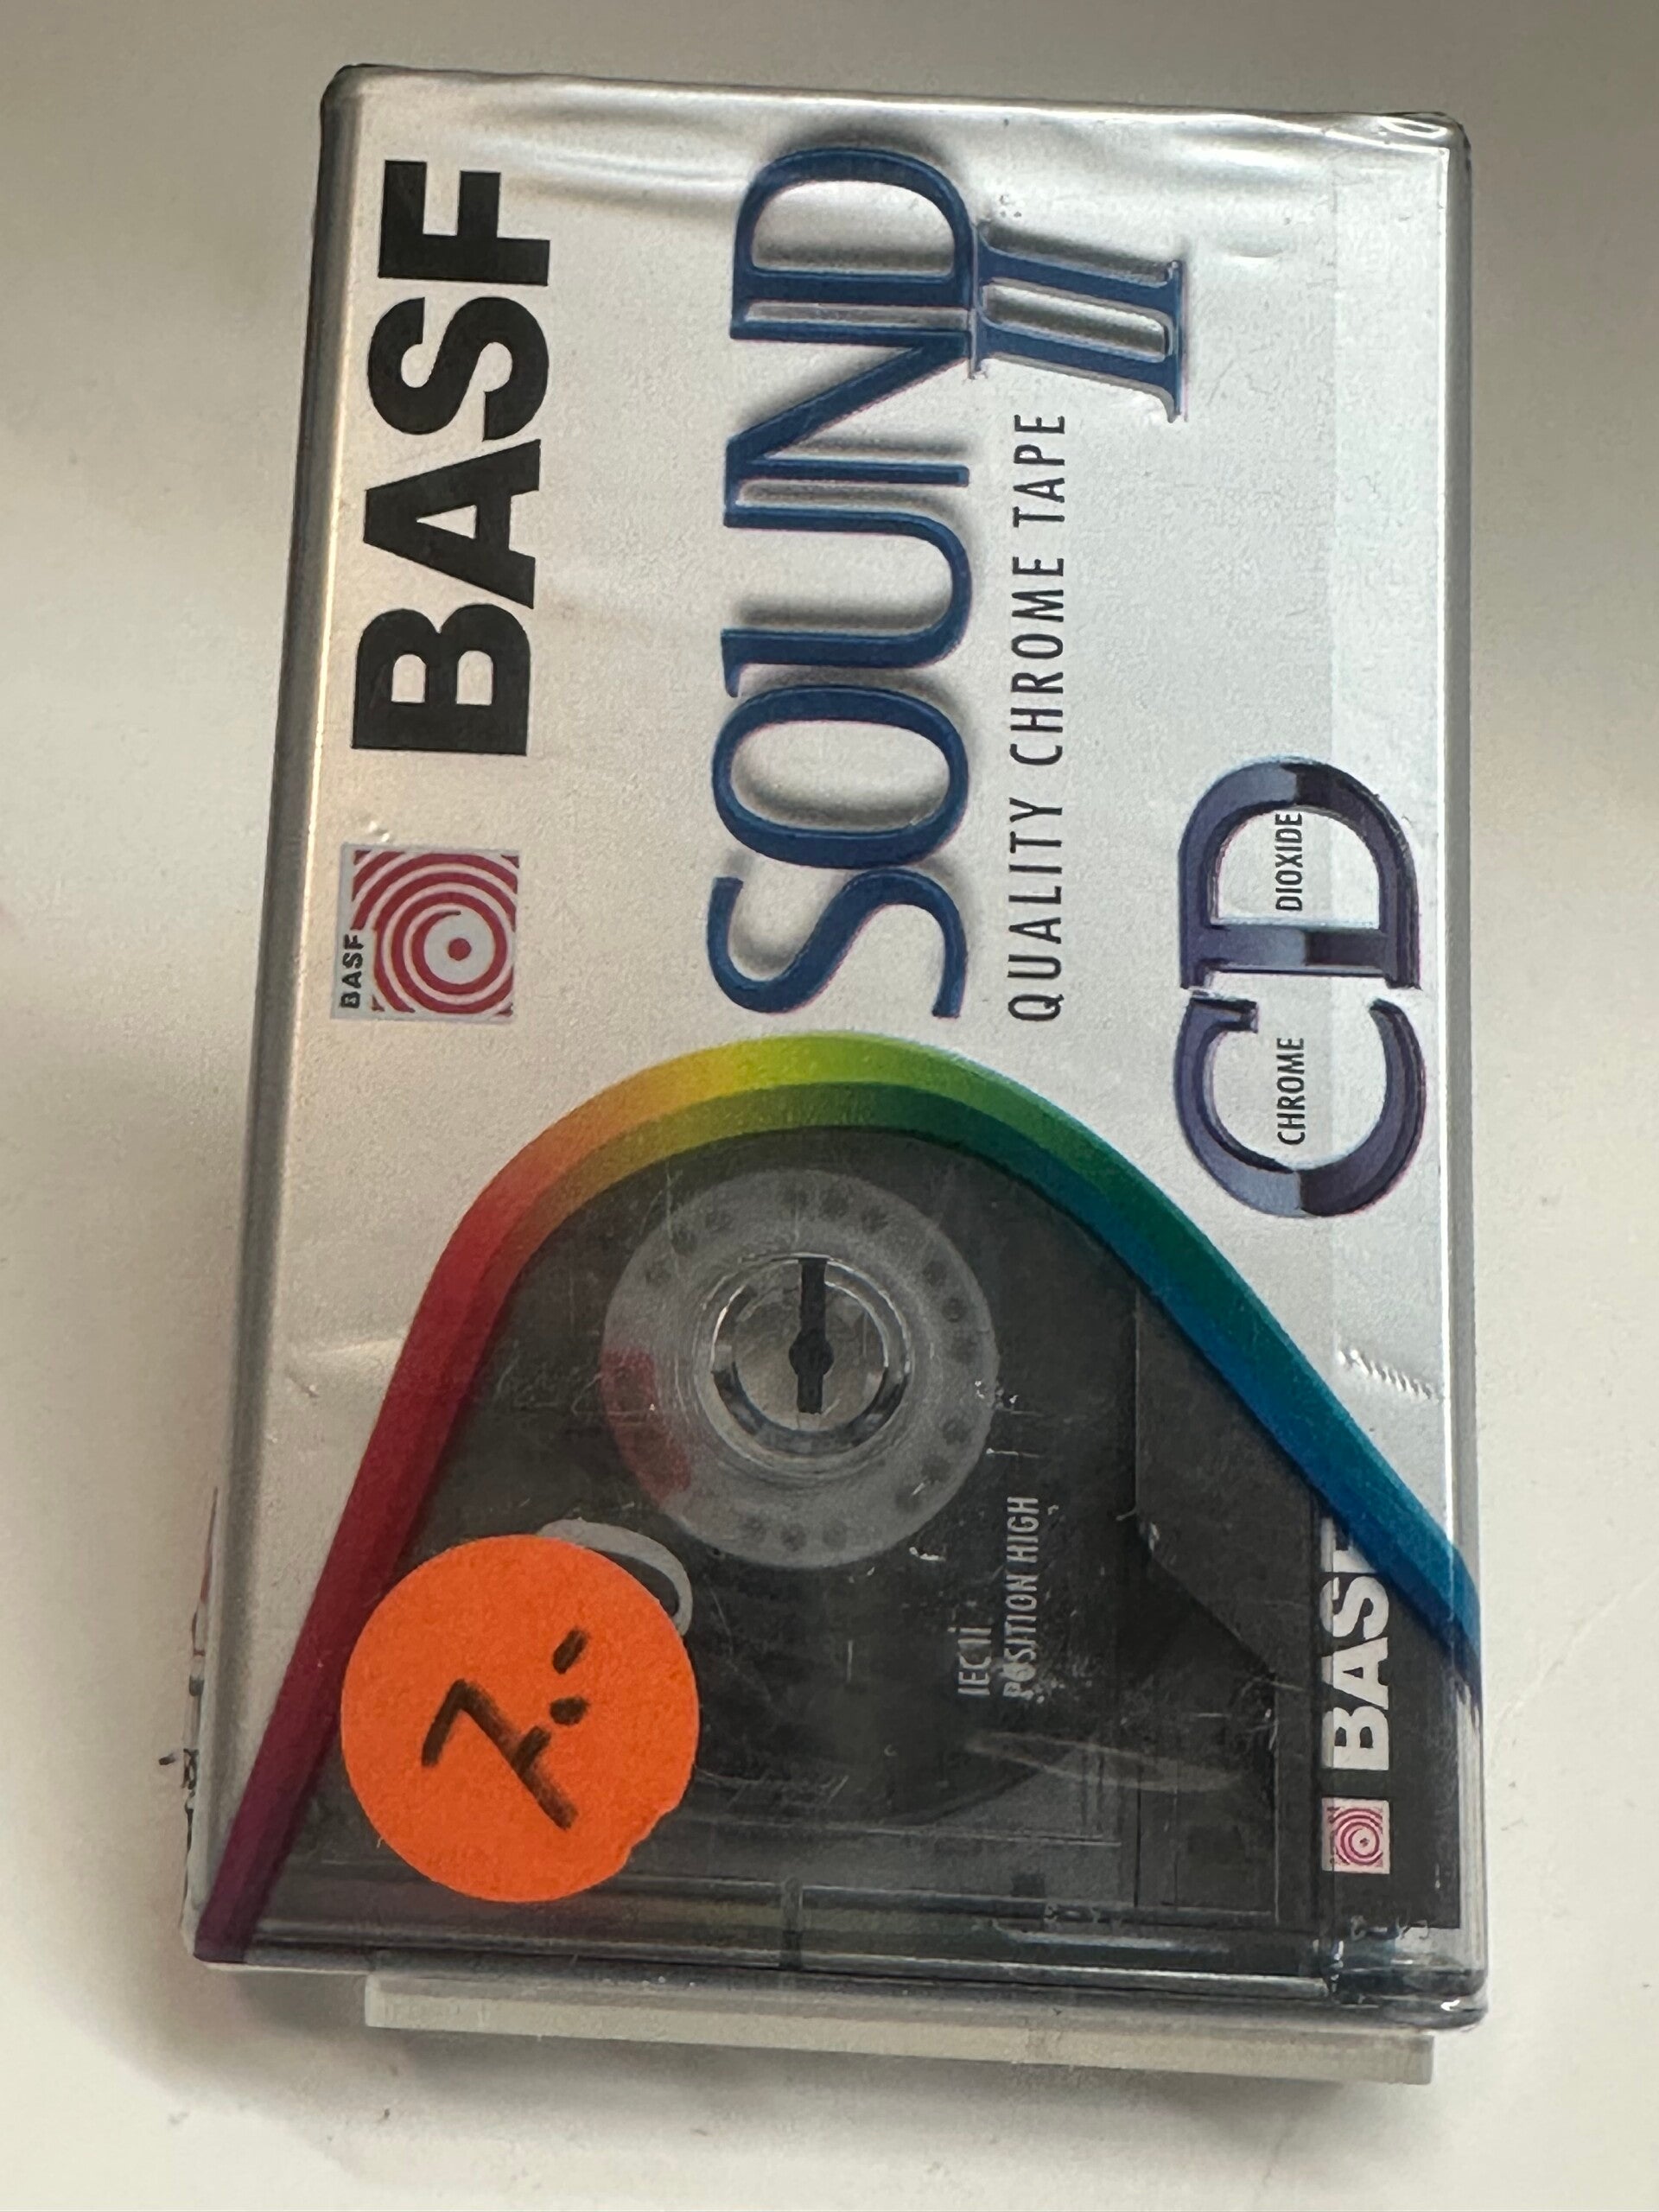 BASF
BASF
SOUND
II
QUALITY CHROME TAPE
CD
CHROME DIOXIDE
7.-
IEC II
POSITION HIGH
BASF